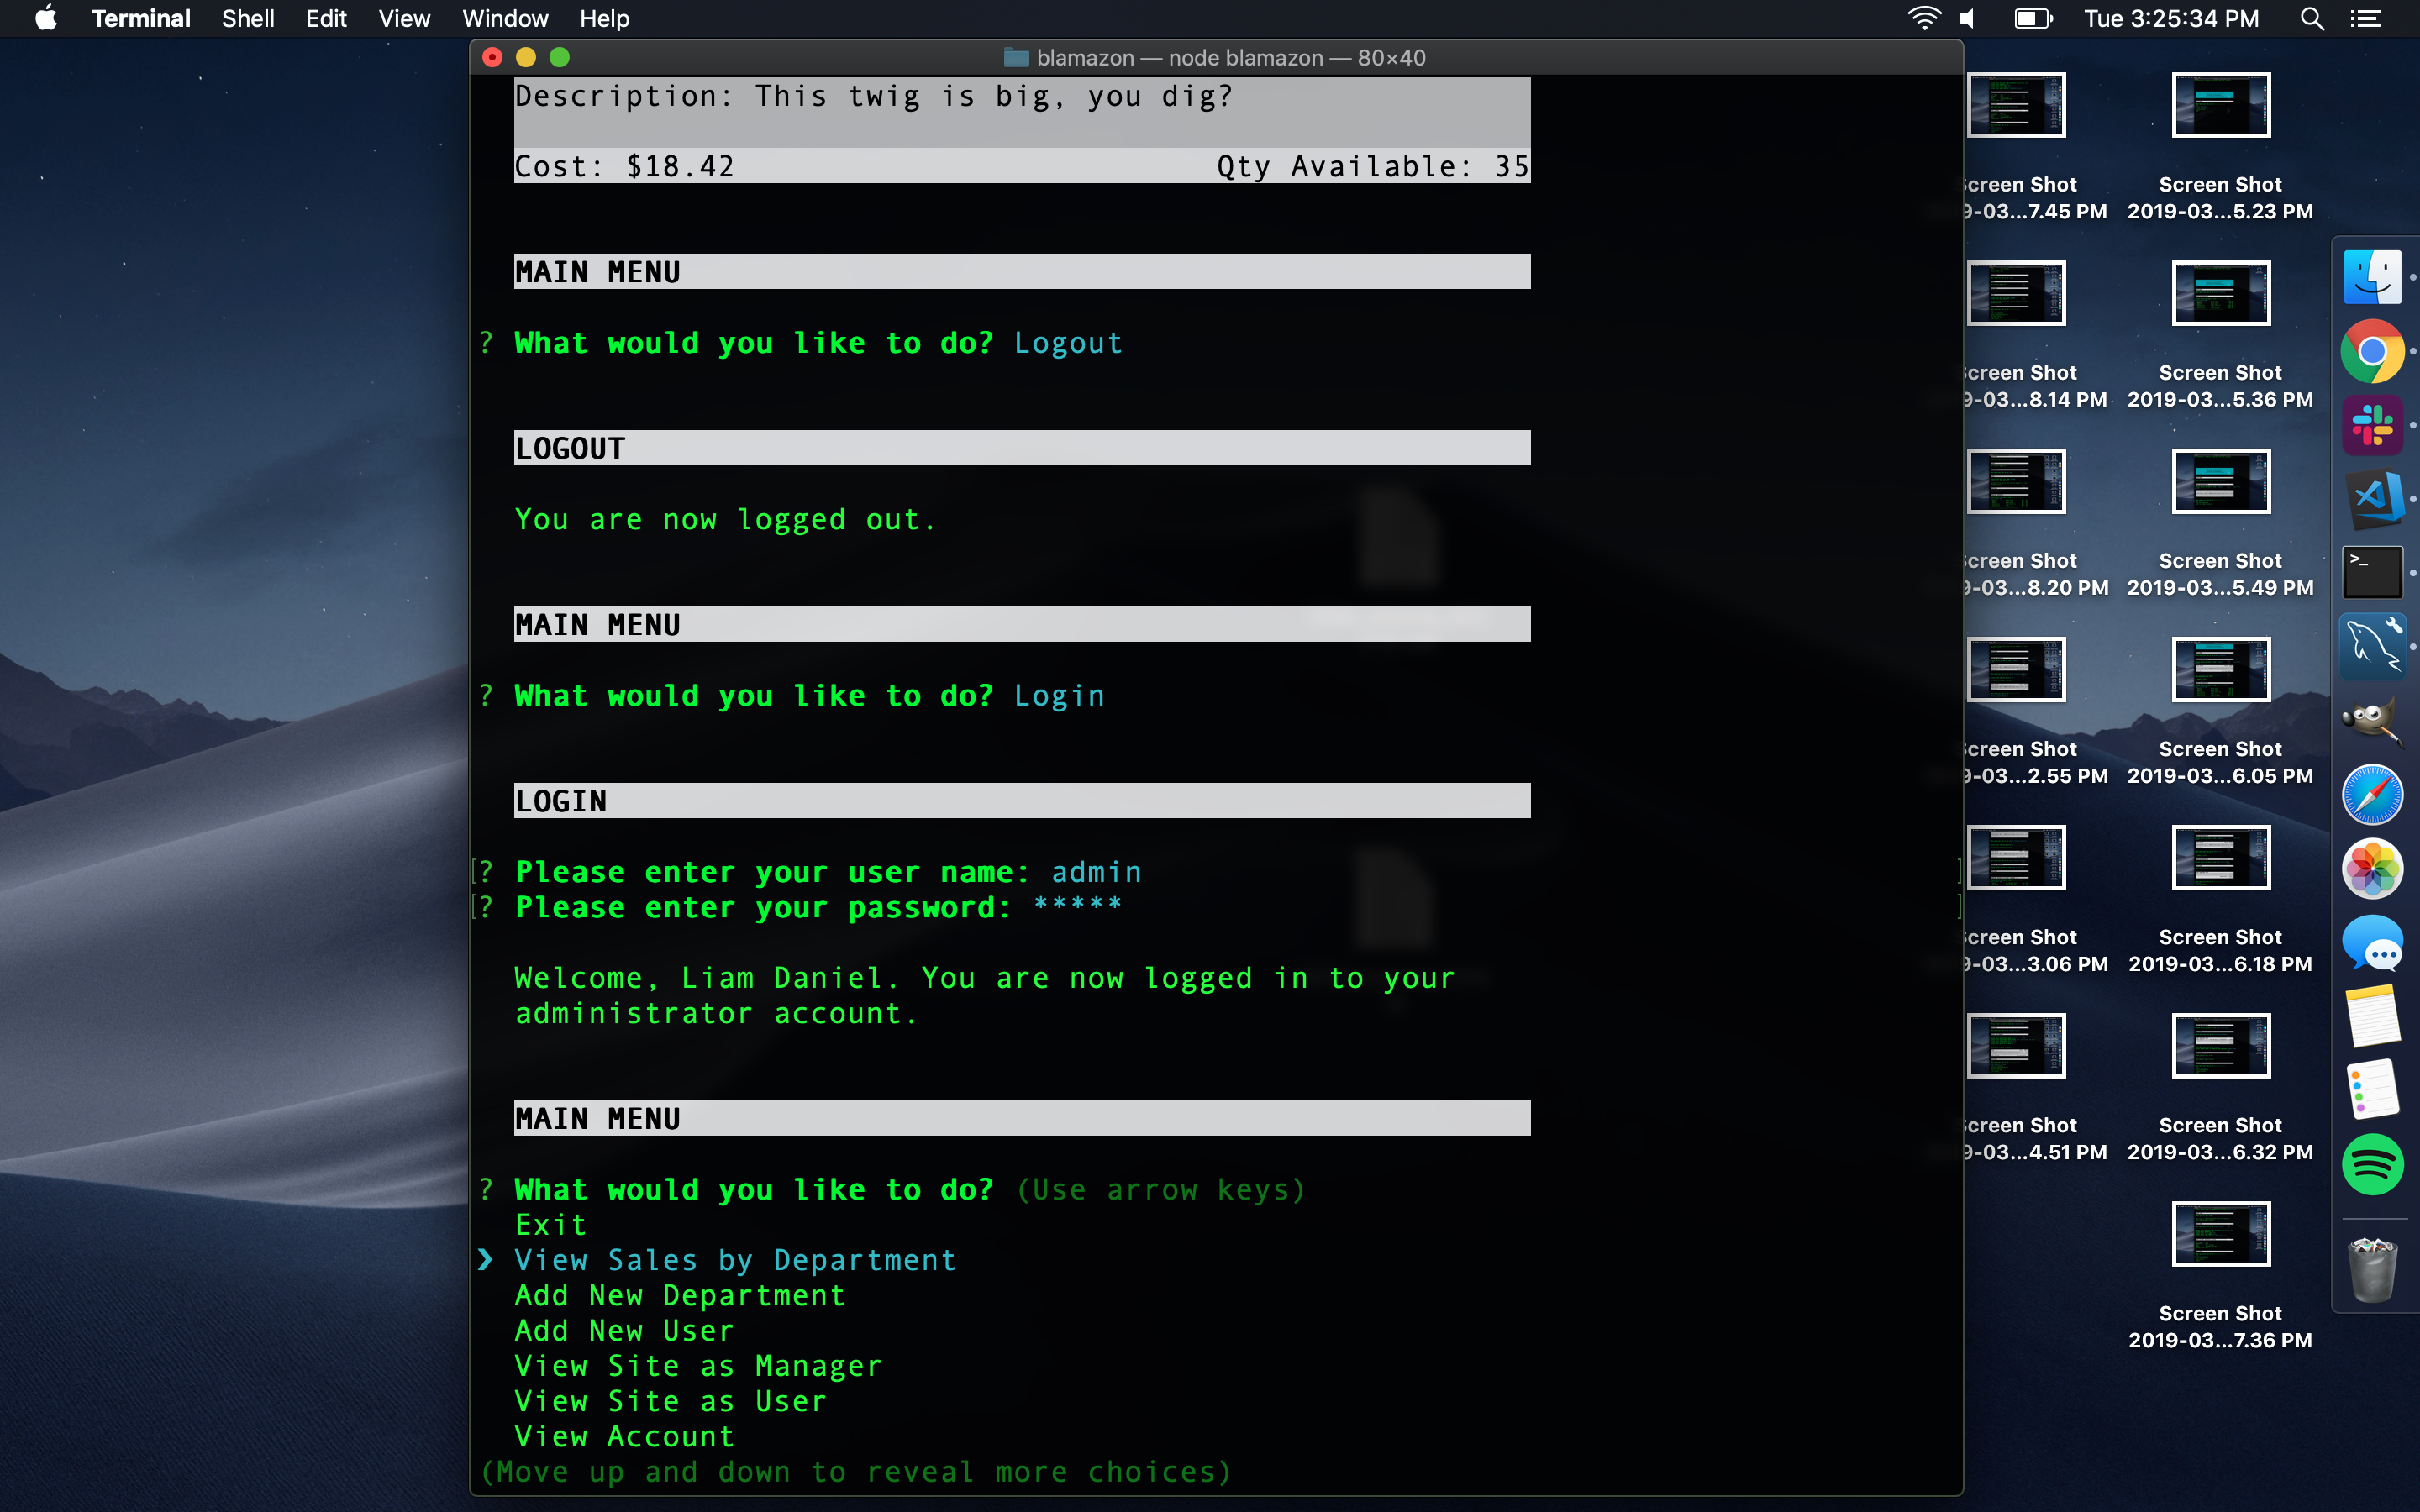 Terminal Shell Edit View Window Help Tue 3:25:34 PM
blamazon — node blamazon — 80×40
Description: This twig is big, you dig?
Cost: $18.42 Qty Available: 35
MAIN MENU
? What would you like to do? Logout
LOGOUT
You are now logged out.
MAIN MENU
? What would you like to do? Login
LOGIN
[? Please enter your user name: admin ]
[? Please enter your password: ***** ]
Welcome, Liam Daniel. You are now logged in to your
administrator account.
MAIN MENU
? What would you like to do? (Use arrow keys)
Exit
❯ View Sales by Department
Add New Department
Add New User
View Site as Manager
View Site as User
View Account
(Move up and down to reveal more choices)
creen Shot
9-03...7.45 PM
Screen Shot
2019-03...5.23 PM
creen Shot
9-03...8.14 PM
Screen Shot
2019-03...5.36 PM
creen Shot
9-03...8.20 PM
Screen Shot
2019-03...5.49 PM
creen Shot
9-03...2.55 PM
Screen Shot
2019-03...6.05 PM
creen Shot
9-03...3.06 PM
Screen Shot
2019-03...6.18 PM
creen Shot
9-03...4.51 PM
Screen Shot
2019-03...6.32 PM
Screen Shot
2019-03...7.36 PM